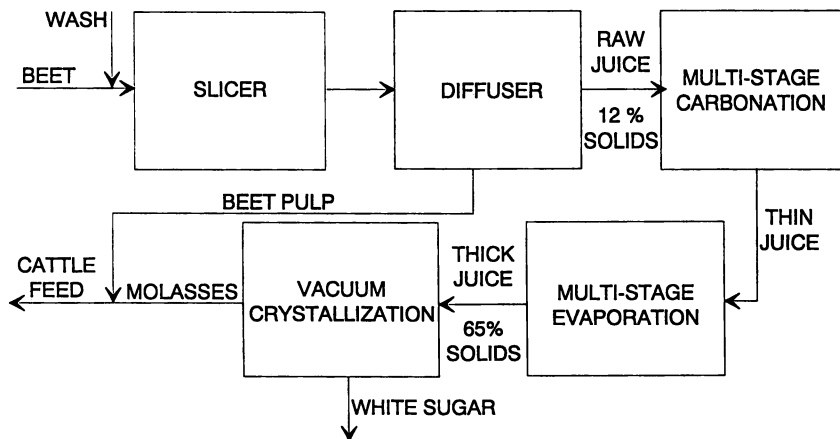 WASH
BEET
SLICER
DIFFUSER
RAW
JUICE
12 %
SOLIDS
MULTI-STAGE
CARBONATION
BEET PULP
THIN
JUICE
CATTLE
FEED
MOLASSES
VACUUM
CRYSTALLIZATION
THICK
JUICE
65%
SOLIDS
MULTI-STAGE
EVAPORATION
WHITE SUGAR